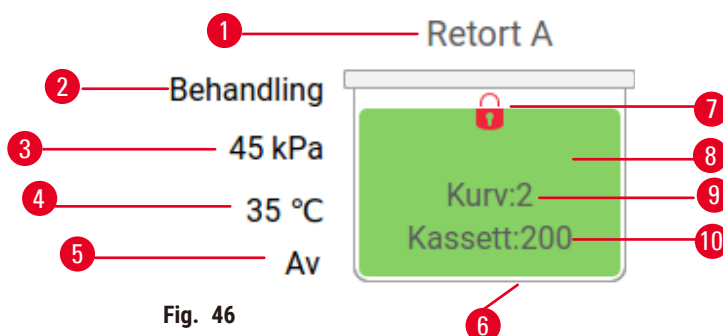 1 Retort A
2 Behandling 7
3 45 kPa 8
4 35 °C Kurv:2 9
5 Av Kassett:200 10
Fig. 46 6